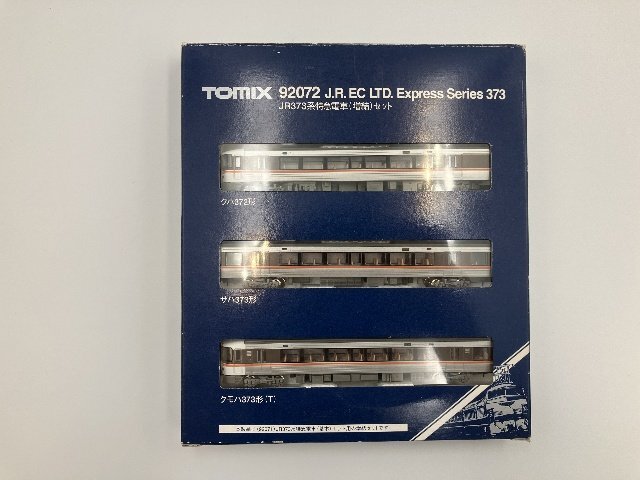 TOMIX 92072 J.R. EC LTD. Express Series 373
JR373系特急電車(増結)セット
クハ372形
サハ373形
クモハ373形(T)